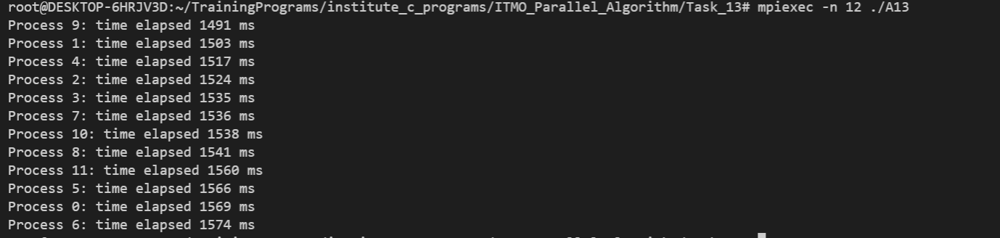 root@DESKTOP-6HRJV3D:~/TrainingPrograms/institute_c_programs/ITMO_Parallel_Algorithm/Task_13# mpiexec -n 12 ./A13
Process 9: time elapsed 1491 ms
Process 1: time elapsed 1503 ms
Process 4: time elapsed 1517 ms
Process 2: time elapsed 1524 ms
Process 3: time elapsed 1535 ms
Process 7: time elapsed 1536 ms
Process 10: time elapsed 1538 ms
Process 8: time elapsed 1541 ms
Process 11: time elapsed 1560 ms
Process 5: time elapsed 1566 ms
Process 0: time elapsed 1569 ms
Process 6: time elapsed 1574 ms